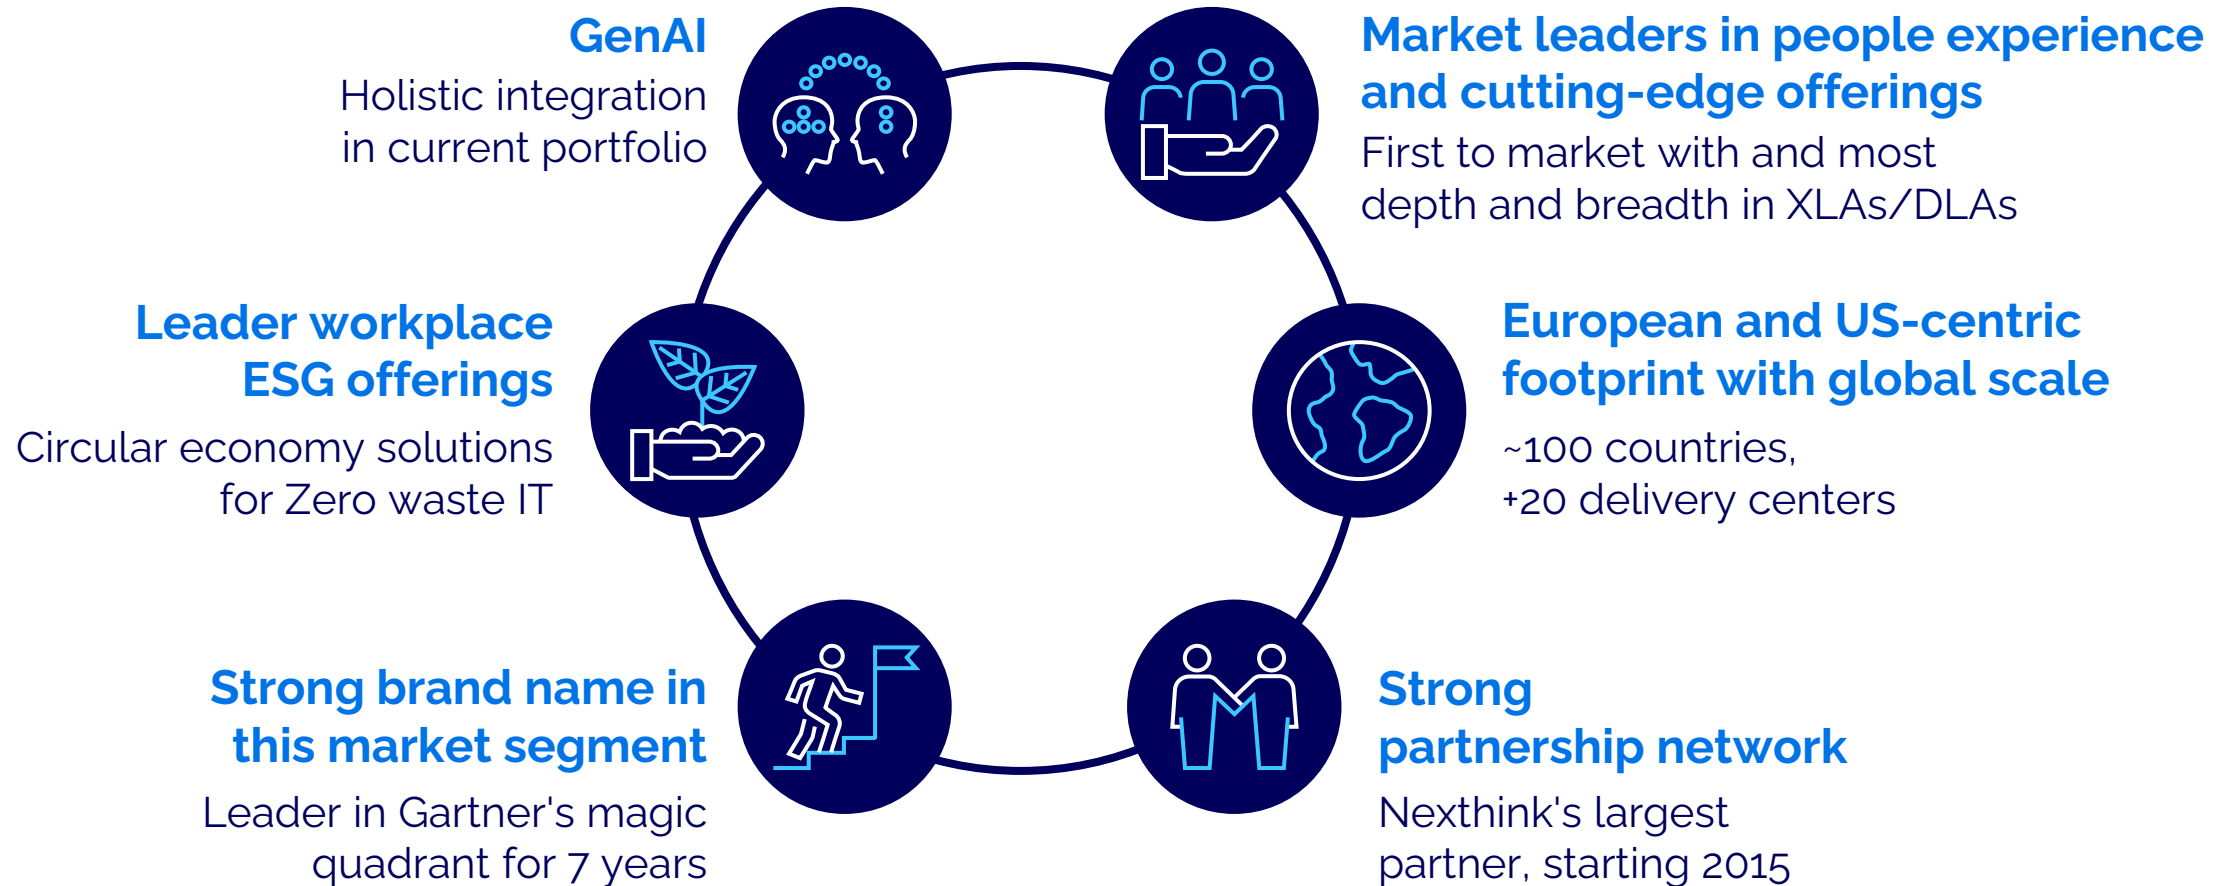 GenAI
Holistic integration
in current portfolio
Market leaders in people experience
and cutting-edge offerings
First to market with and most
depth and breadth in XLAs/DLAs
Leader workplace
ESG offerings
Circular economy solutions
for Zero waste IT
European and US-centric
footprint with global scale
~100 countries,
+20 delivery centers
Strong brand name in
this market segment
Leader in Gartner's magic
quadrant for 7 years
Strong
partnership network
Nexthink's largest
partner, starting 2015